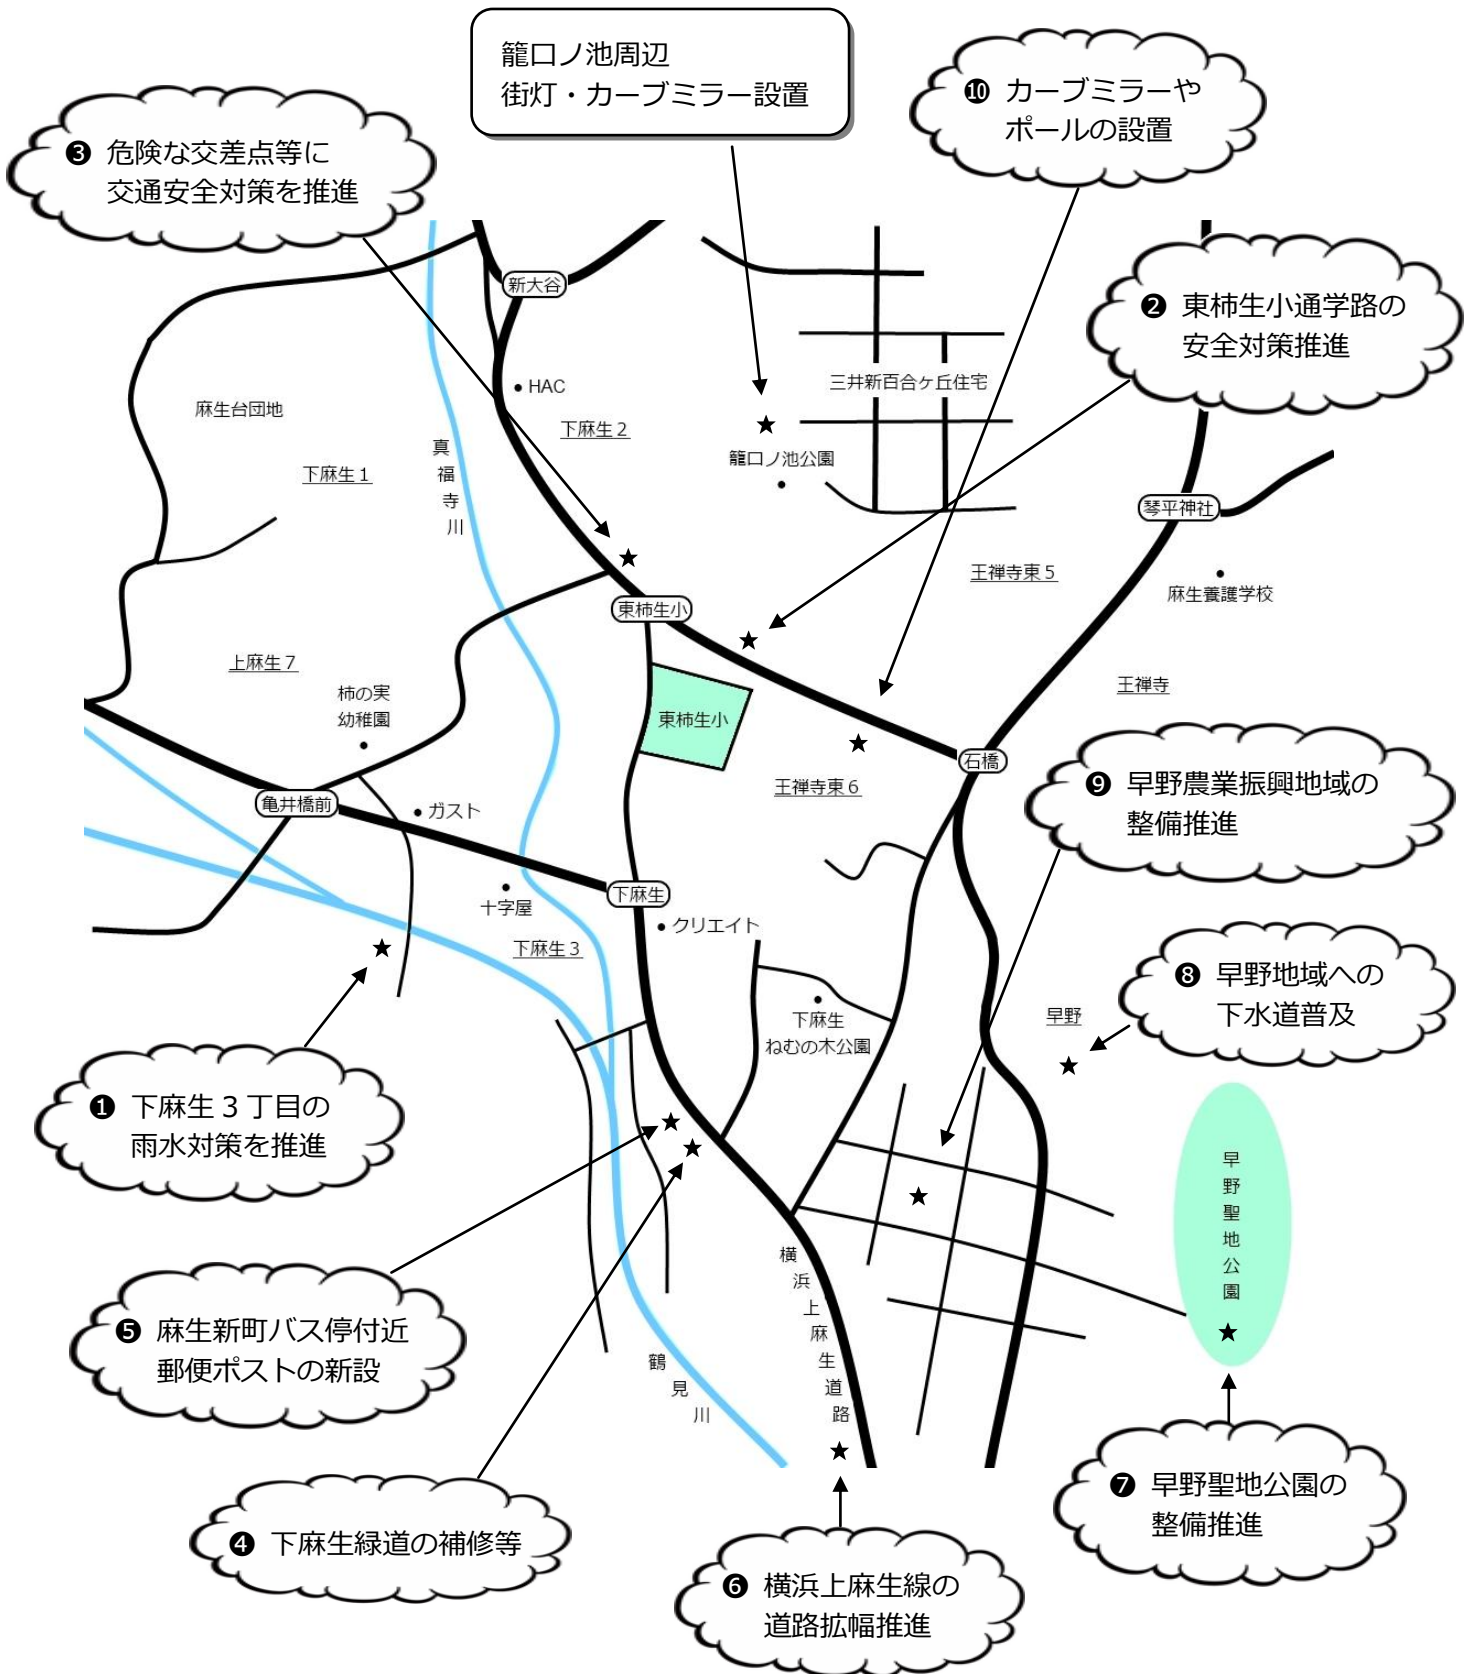 籠口ノ池周辺
街灯・カーブミラー設置
❿ カーブミラーや
ポールの設置
❸ 危険な交差点等に
交通安全対策を推進
❷ 東柿生小通学路の
安全対策推進
新大谷
HAC
三井新百合ヶ丘住宅
麻生台団地
下麻生2
真福寺川
籠口ノ池公園
下麻生1
琴平神社
王禅寺東5
麻生養護学校
東柿生小
上麻生7
王禅寺
柿の実
幼稚園
東柿生小
石橋
王禅寺東6
❾ 早野農業振興地域の
整備推進
亀井橋前
ガスト
下麻生
十字屋
クリエイト
下麻生3
❽ 早野地域への
下水道普及
早野
下麻生
ねむの木公園
❶ 下麻生3丁目の
雨水対策を推進
早野聖地公園
横浜上麻生道路
❺ 麻生新町バス停付近
郵便ポストの新設
鶴見川
❼ 早野聖地公園の
整備推進
❹ 下麻生緑道の補修等
❻ 横浜上麻生線の
道路拡幅推進